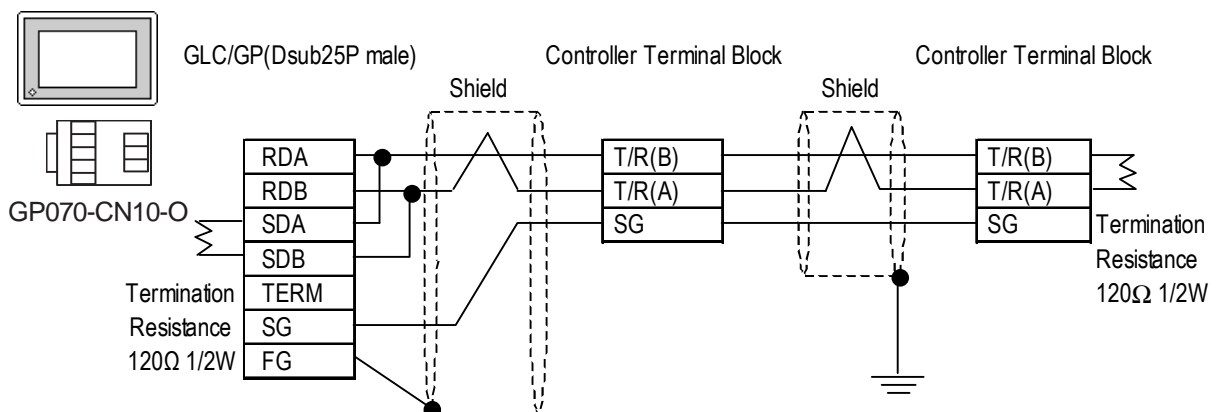 GLC/GP(Dsub25P male)
Controller Terminal Block
Controller Terminal Block
Shield
Shield
GP070-CN10-O
RDA
RDB
SDA
SDB
TERM
SG
FG
Termination
Resistance
120Ω 1/2W
T/R(B)
T/R(A)
SG
T/R(B)
T/R(A)
SG
Termination
Resistance
120Ω 1/2W